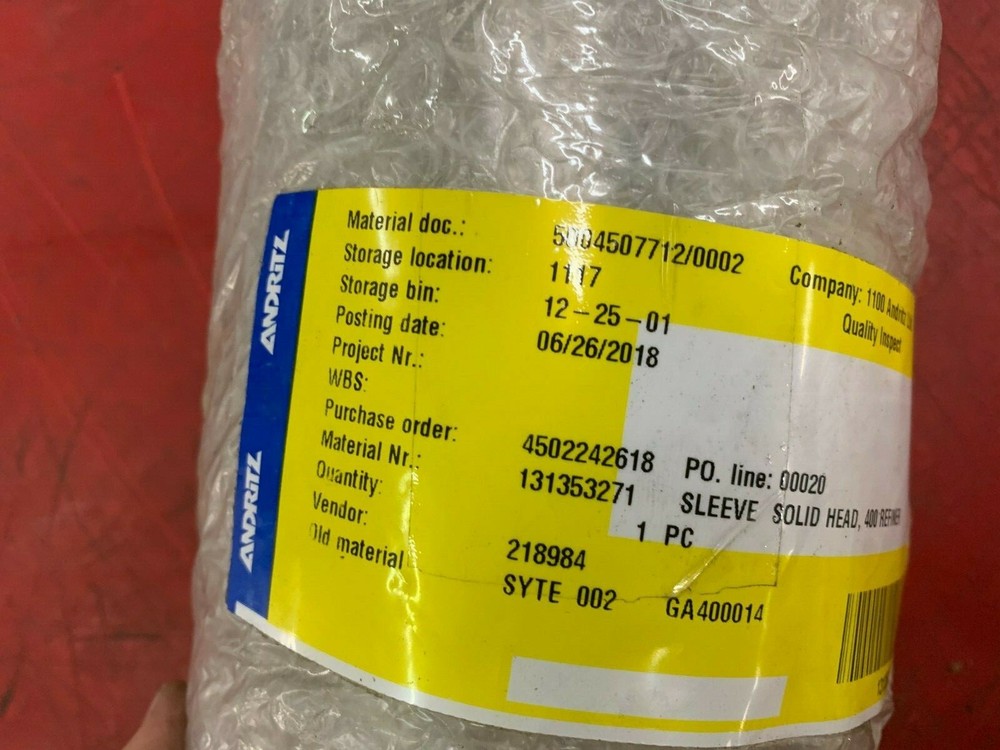 ANDRITZ
ANDRITZ
Material doc.: 5004507712/0002
Company: 1100 Andritz
Storage location: 1117
Quality Inspect
Storage bin: 12-25-01
Posting date: 06/26/2018
Project Nr.:
WBS:
Purchase order: 4502242618 PO. line: 00020
Material Nr.: 131353271 SLEEVE SOLID HEAD, 400 REFINER
Quantity: 1 PC
Vendor: 218984
Old material SYTE 002 GA400014